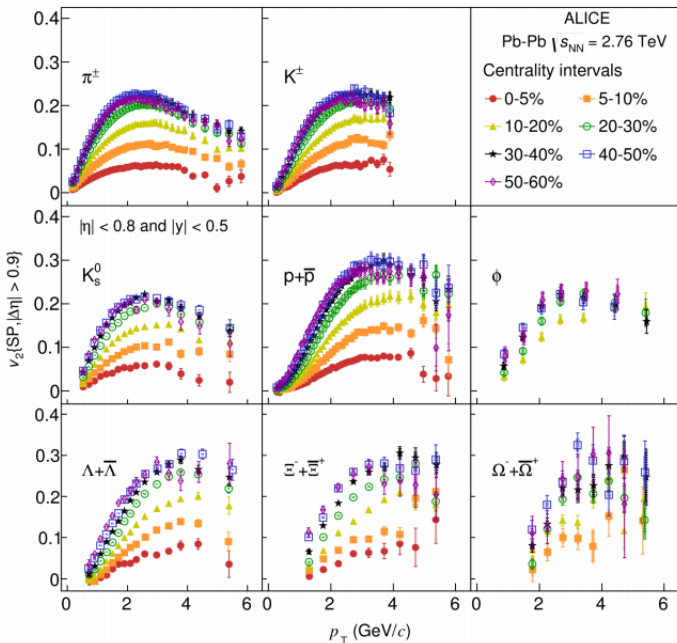 ALICE
Pb-Pb √s_NN = 2.76 TeV
Centrality intervals
0-5%
5-10%
10-20%
20-30%
30-40%
40-50%
50-60%
π±
K±
0.4
0.3
0.2
0.1
0
|η| < 0.8 and |y| < 0.5
K⁰s
p+p̅
ϕ
0.4
0.3
0.2
0.1
0
v₂{SP,|Δη| > 0.9}
Λ+Λ̅
Ξ⁻+Ξ̅⁺
Ω⁻+Ω̅⁺
0.4
0.3
0.2
0.1
0
0 2 4 6
0 2 4 6
0 2 4 6
p_T (GeV/c)